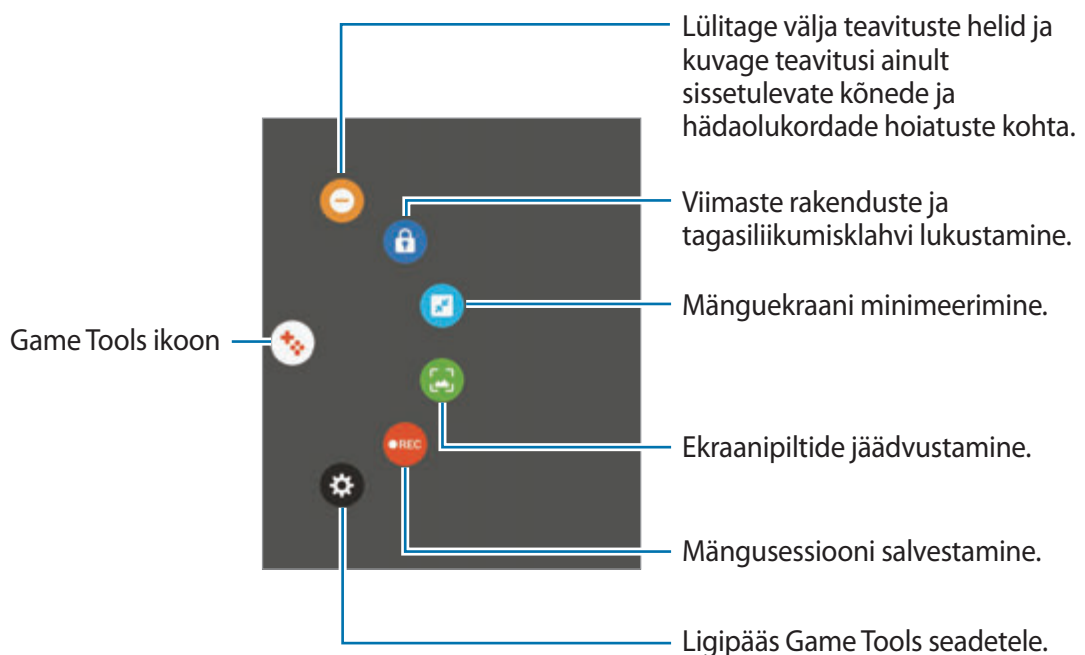 Lülitage välja teavituste helid ja
kuvage teavitusi ainult
sissetulevate kõnede ja
hädaolukordade hoiatuste kohta.
Viimaste rakenduste ja
tagasiliikumisklahvi lukustamine.
Mänguekraani minimeerimine.
Game Tools ikoon
Ekraanipiltide jäädvustamine.
REC
Mängusessiooni salvestamine.
Ligipääs Game Tools seadetele.